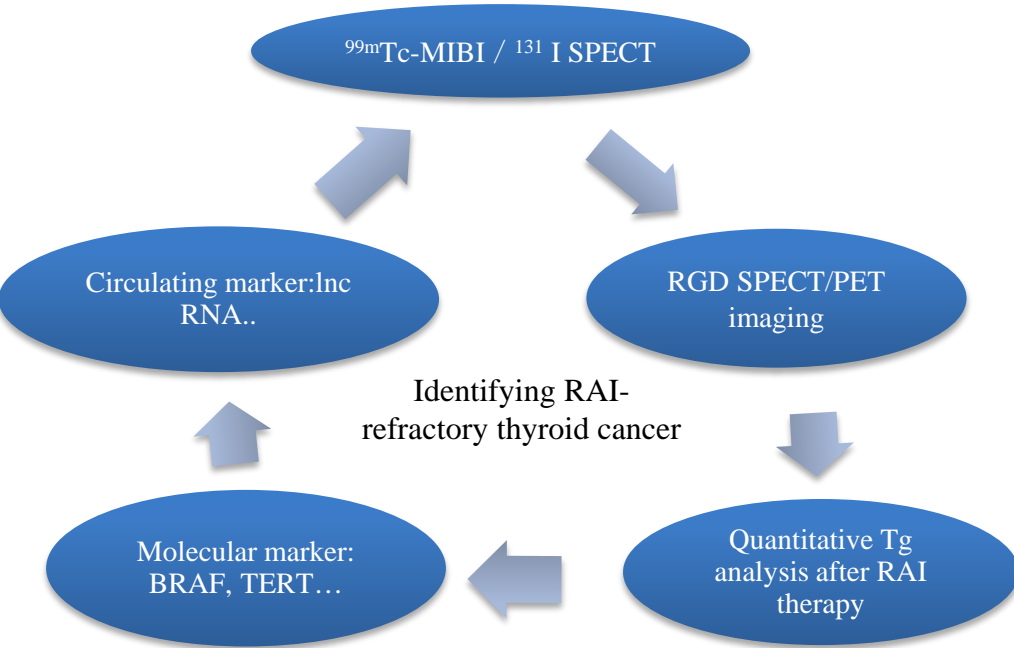 ⁹⁹ᵐTc-MIBI / ¹³¹ I SPECT
Circulating marker:lnc
RNA..
RGD SPECT/PET
imaging
Identifying RAI-
refractory thyroid cancer
Molecular marker:
BRAF, TERT…
Quantitative Tg
analysis after RAI
therapy